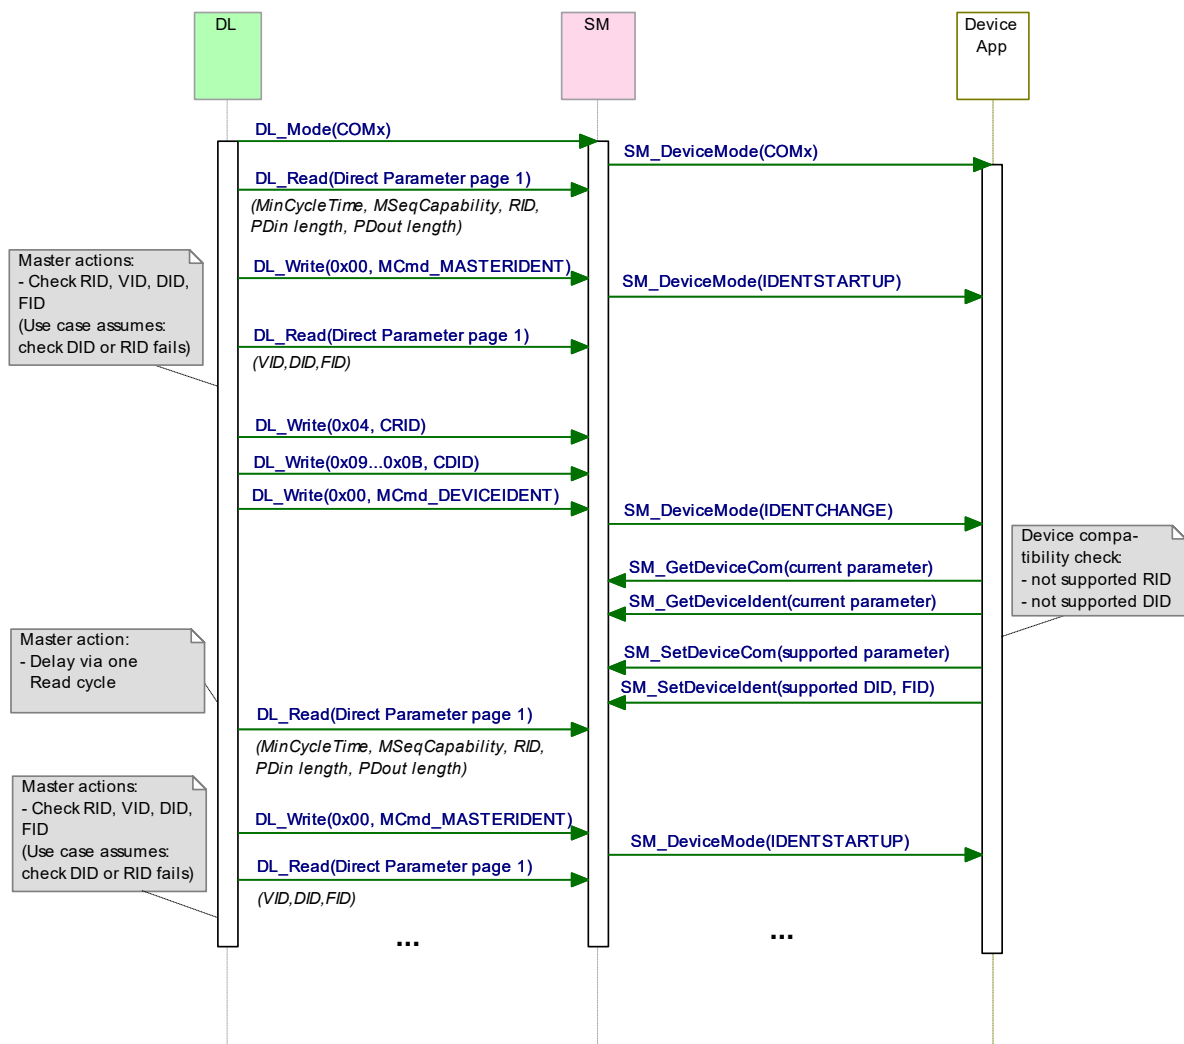 DL
SM
Device
App
DL_Mode(COMx)
SM_DeviceMode(COMx)
DL_Read(Direct Parameter page 1)
(MinCycleTime, MSeqCapability, RID,
PDin length, PDout length)
Master actions:
- Check RID, VID, DID,
FID
(Use case assumes:
check DID or RID fails)
DL_Write(0x00, MCmd_MASTERIDENT)
SM_DeviceMode(IDENTSTARTUP)
DL_Read(Direct Parameter page 1)
(VID,DID,FID)
DL_Write(0x04, CRID)
DL_Write(0x09...0x0B, CDID)
DL_Write(0x00, MCmd_DEVICEIDENT)
SM_DeviceMode(IDENTCHANGE)
Device compa-
tibility check:
- not supported RID
- not supported DID
SM_GetDeviceCom(current parameter)
SM_GetDeviceIdent(current parameter)
SM_SetDeviceCom(supported parameter)
SM_SetDeviceIdent(supported DID, FID)
Master action:
- Delay via one
Read cycle
DL_Read(Direct Parameter page 1)
(MinCycleTime, MSeqCapability, RID,
PDin length, PDout length)
Master actions:
- Check RID, VID, DID,
FID
(Use case assumes:
check DID or RID fails)
DL_Write(0x00, MCmd_MASTERIDENT)
SM_DeviceMode(IDENTSTARTUP)
DL_Read(Direct Parameter page 1)
(VID,DID,FID)
...
...